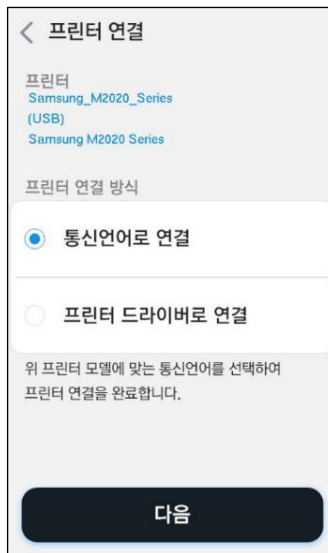 프린터 연결
프린터
Samsung_M2020_Series
(USB)
Samsung M2020 Series
프린터 연결 방식
통신언어로 연결
프린터 드라이버로 연결
위 프린터 모델에 맞는 통신언어를 선택하여
프린터 연결을 완료합니다.
다음